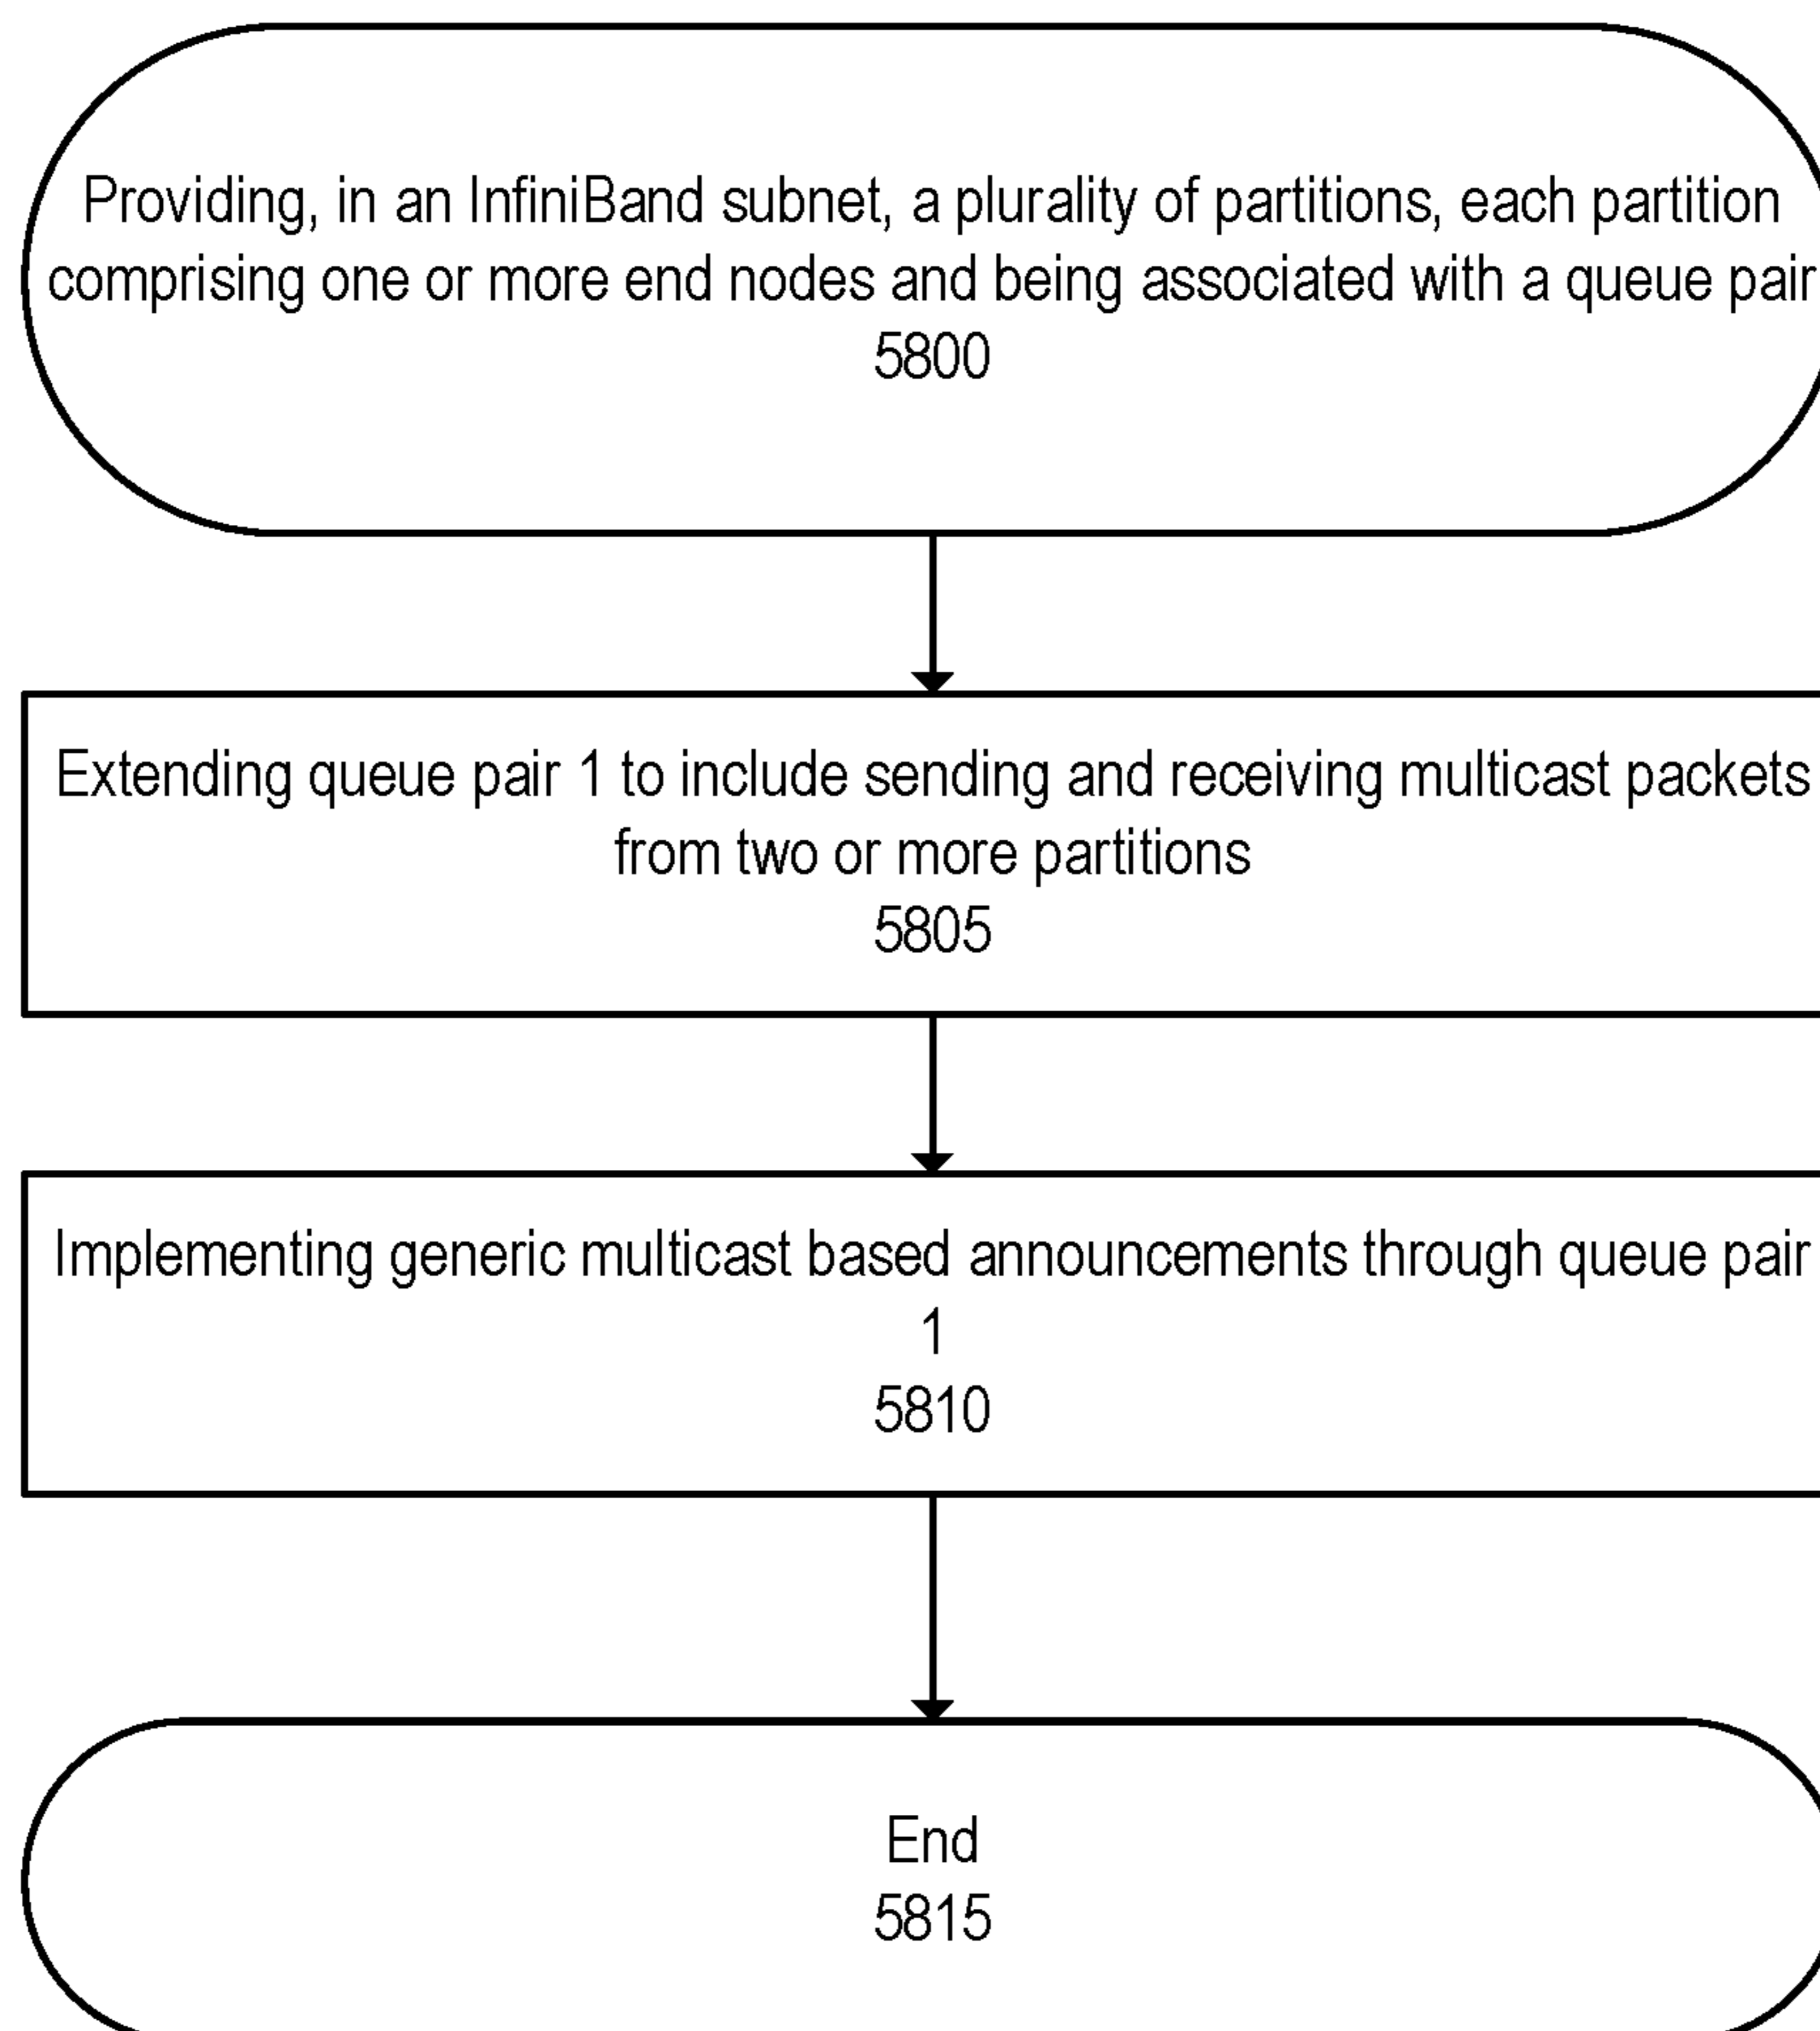 Providing, in an InfiniBand subnet, a plurality of partitions, each partition
comprising one or more end nodes and being associated with a queue pair
5800
Extending queue pair 1 to include sending and receiving multicast packets
from two or more partitions
5805
Implementing generic multicast based announcements through queue pair
1
5810
End
5815